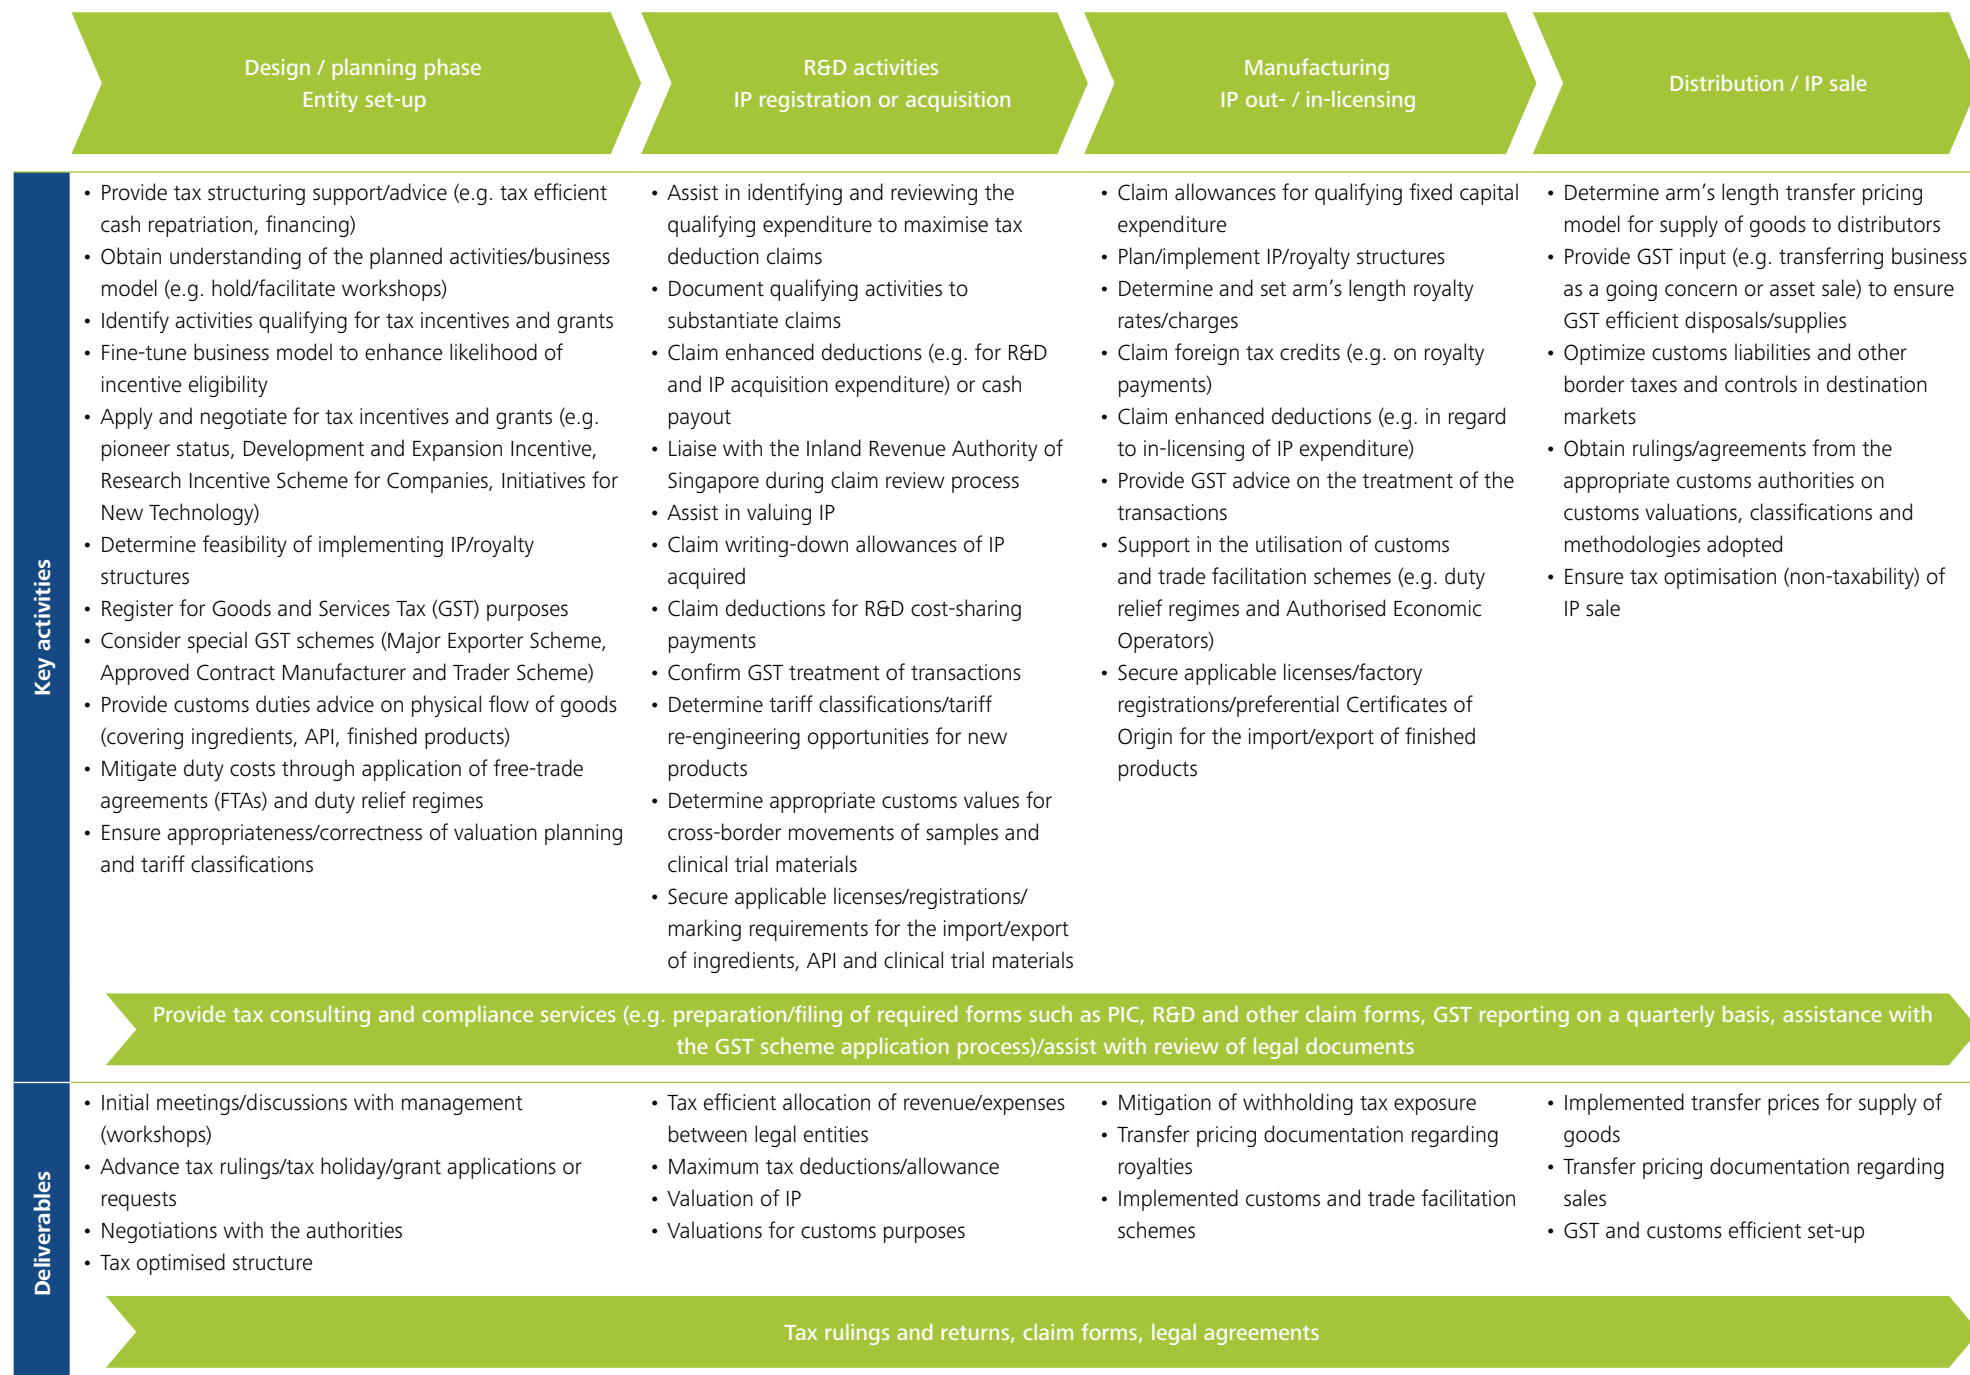 Design / planning phase
Entity set-up
R&D activities
IP registration or acquisition
Manufacturing
IP out- / in-licensing
Distribution / IP sale
Key activities
• Provide tax structuring support/advice (e.g. tax efficient
cash repatriation, financing)
• Obtain understanding of the planned activities/business
model (e.g. hold/facilitate workshops)
• Identify activities qualifying for tax incentives and grants
• Fine-tune business model to enhance likelihood of
incentive eligibility
• Apply and negotiate for tax incentives and grants (e.g.
pioneer status, Development and Expansion Incentive,
Research Incentive Scheme for Companies, Initiatives for
New Technology)
• Determine feasibility of implementing IP/royalty
structures
• Register for Goods and Services Tax (GST) purposes
• Consider special GST schemes (Major Exporter Scheme,
Approved Contract Manufacturer and Trader Scheme)
• Provide customs duties advice on physical flow of goods
(covering ingredients, API, finished products)
• Mitigate duty costs through application of free-trade
agreements (FTAs) and duty relief regimes
• Ensure appropriateness/correctness of valuation planning
and tariff classifications
• Assist in identifying and reviewing the
qualifying expenditure to maximise tax
deduction claims
• Document qualifying activities to
substantiate claims
• Claim enhanced deductions (e.g. for R&D
and IP acquisition expenditure) or cash
payout
• Liaise with the Inland Revenue Authority of
Singapore during claim review process
• Assist in valuing IP
• Claim writing-down allowances of IP
acquired
• Claim deductions for R&D cost-sharing
payments
• Confirm GST treatment of transactions
• Determine tariff classifications/tariff
re-engineering opportunities for new
products
• Determine appropriate customs values for
cross-border movements of samples and
clinical trial materials
• Secure applicable licenses/registrations/
marking requirements for the import/export
of ingredients, API and clinical trial materials
• Claim allowances for qualifying fixed capital
expenditure
• Plan/implement IP/royalty structures
• Determine and set arm's length royalty
rates/charges
• Claim foreign tax credits (e.g. on royalty
payments)
• Claim enhanced deductions (e.g. in regard
to in-licensing of IP expenditure)
• Provide GST advice on the treatment of the
transactions
• Support in the utilisation of customs
and trade facilitation schemes (e.g. duty
relief regimes and Authorised Economic
Operators)
• Secure applicable licenses/factory
registrations/preferential Certificates of
Origin for the import/export of finished
products
• Determine arm's length transfer pricing
model for supply of goods to distributors
• Provide GST input (e.g. transferring business
as a going concern or asset sale) to ensure
GST efficient disposals/supplies
• Optimize customs liabilities and other
border taxes and controls in destination
markets
• Obtain rulings/agreements from the
appropriate customs authorities on
customs valuations, classifications and
methodologies adopted
• Ensure tax optimisation (non-taxability) of
IP sale
Provide tax consulting and compliance services (e.g. preparation/filing of required forms such as PIC, R&D and other claim forms, GST reporting on a quarterly basis, assistance with
the GST scheme application process)/assist with review of legal documents
Deliverables
• Initial meetings/discussions with management
(workshops)
• Advance tax rulings/tax holiday/grant applications or
requests
• Negotiations with the authorities
• Tax optimised structure
• Tax efficient allocation of revenue/expenses
between legal entities
• Maximum tax deductions/allowance
• Valuation of IP
• Valuations for customs purposes
• Mitigation of withholding tax exposure
• Transfer pricing documentation regarding
royalties
• Implemented customs and trade facilitation
schemes
• Implemented transfer prices for supply of
goods
• Transfer pricing documentation regarding
sales
• GST and customs efficient set-up
Tax rulings and returns, claim forms, legal agreements